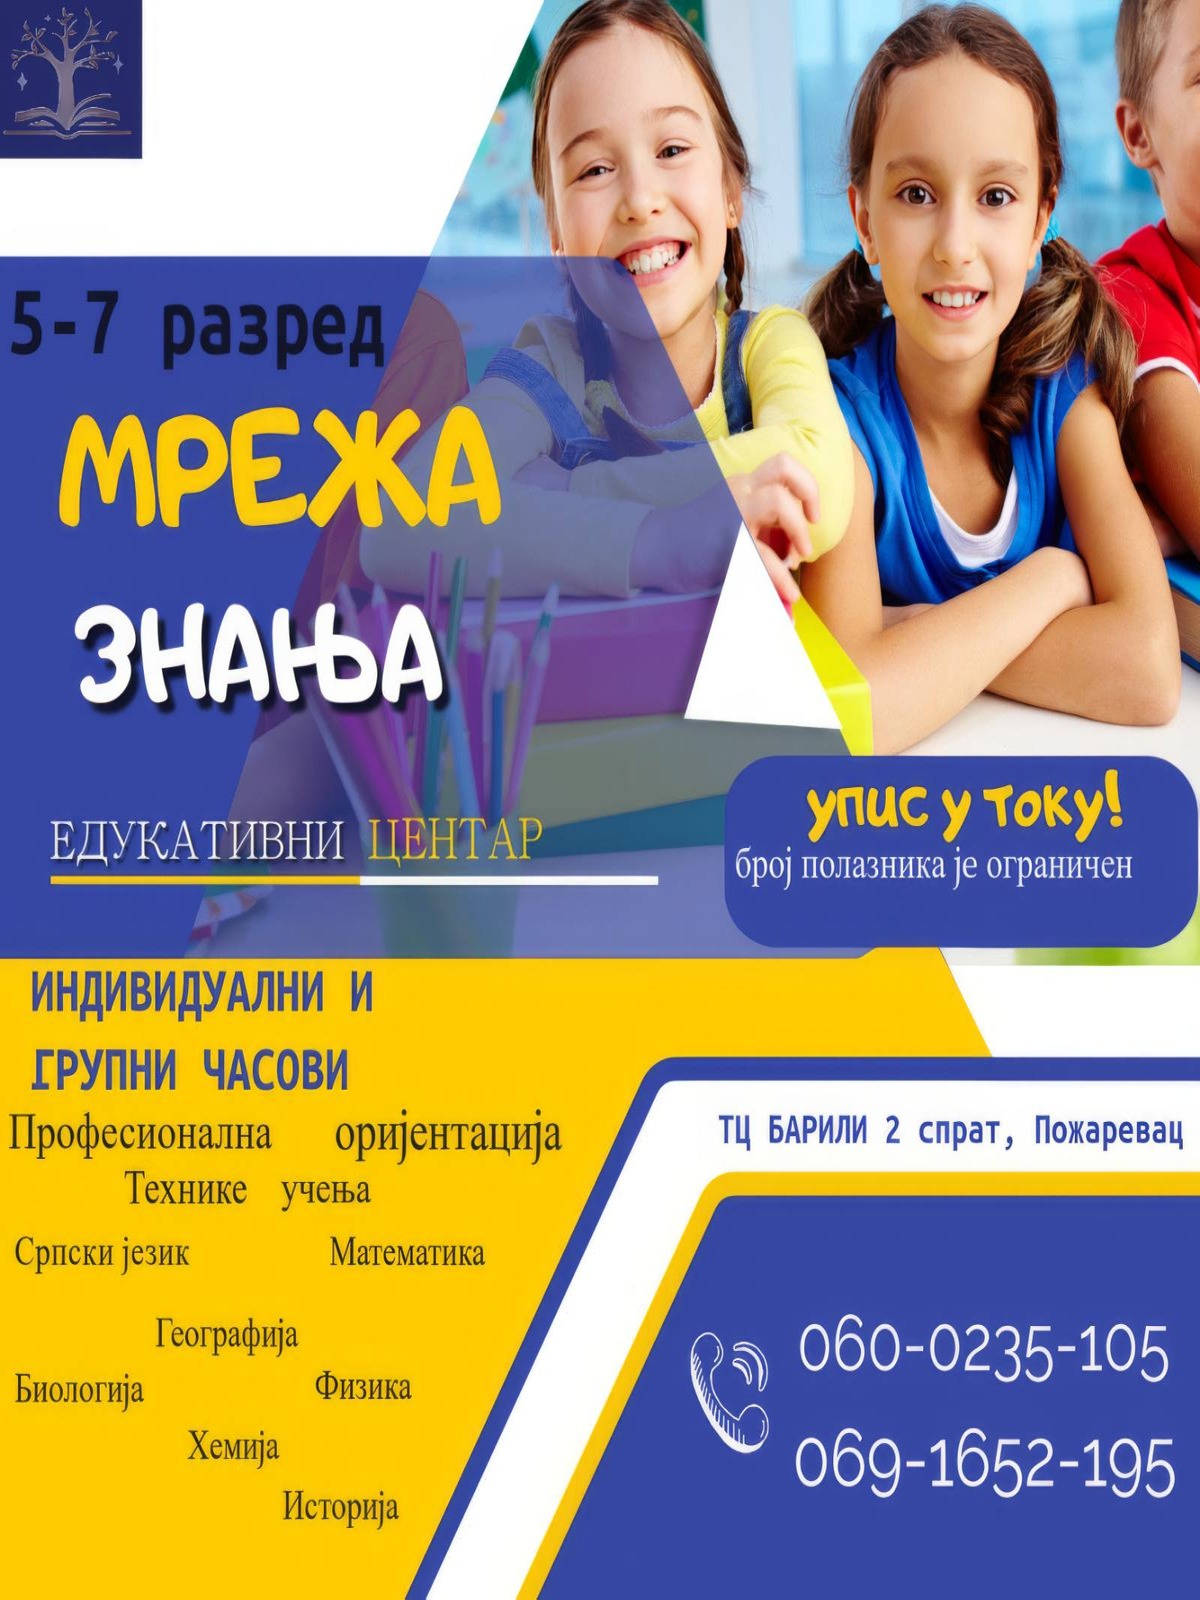 5-7 разред
МРЕЖА
ЗНАЊА
ЕДУКАТИВНИ ЦЕНТАР
УПИС У ТОКУ!
број полазника је ограничен
ИНДИВИДУАЛНИ И
ГРУПНИ ЧАСОВИ
Професионална оријентација
Технике учења
Српски језик Математика
Географија
Биологија Физика
Хемија
Историја
ТЦ БАРИЛИ 2 спрат, Пожаревац
060-0235-105
069-1652-195